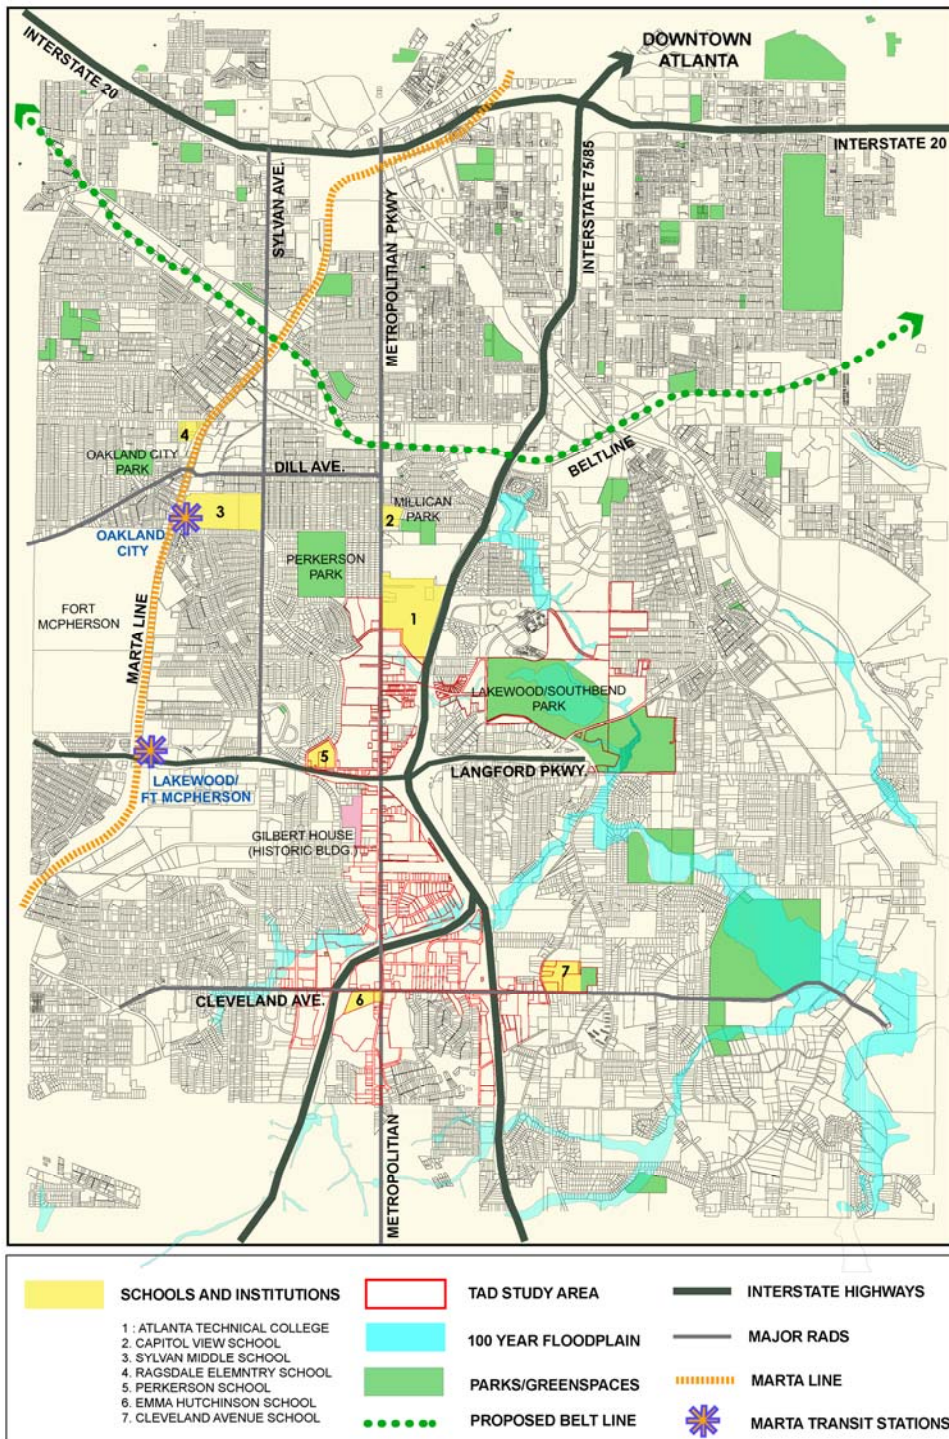 DOWNTOWN
ATLANTA
INTERSTATE 20
INTERSTATE 20
SYLVAN AVE.
METROPOLITIAN PKWY
INTERSTATE 75/85
BELTLINE
4
OAKLAND CITY
PARK
DILL AVE.
3
2
MILLICAN
PARK
OAKLAND
CITY
PERKERSON
PARK
FORT
MCPHERSON
MARTA LINE
1
LAKEWOOD/SOUTHBEND
PARK
5
LANGFORD PKWY.
LAKEWOOD/
FT MCPHERSON
GILBERT HOUSE
(HISTORIC BLDG.)
7
CLEVELAND AVE.
6
METROPOLITIAN
SCHOOLS AND INSTITUTIONS
1 : ATLANTA TECHNICAL COLLEGE
2. CAPITOL VIEW SCHOOL
3. SYLVAN MIDDLE SCHOOL
4. RAGSDALE ELEMNTRY SCHOOL
5. PERKERSON SCHOOL
6. EMMA HUTCHINSON SCHOOL
7. CLEVELAND AVENUE SCHOOL
TAD STUDY AREA
100 YEAR FLOODPLAIN
PARKS/GREENSPACES
PROPOSED BELT LINE
INTERSTATE HIGHWAYS
MAJOR RADS
MARTA LINE
MARTA TRANSIT STATIONS